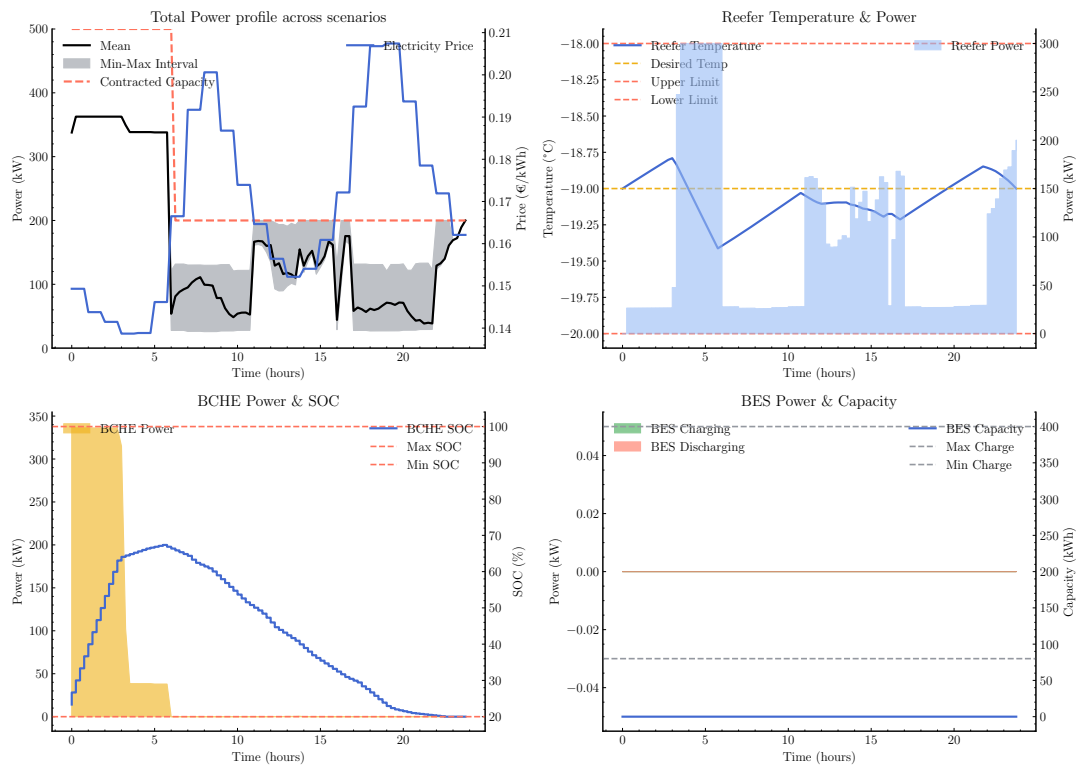 Total Power profile across scenarios
500
400
300
200
100
0
Power (kW)
Mean
Min-Max Interval
Contracted Capacity
Electricity Price
0.21
0.20
0.19
0.18
0.17
0.16
0.15
0.14
Price (€/kWh)
0
5
10
15
20
Time (hours)
Reefer Temperature & Power
−18.00
−18.25
−18.50
−18.75
−19.00
−19.25
−19.50
−19.75
−20.00
Temperature (°C)
Reefer Temperature
Desired Temp
Upper Limit
Lower Limit
Reefer Power
300
250
200
150
100
50
0
Power (kW)
0
5
10
15
20
Time (hours)
BCHE Power & SOC
350
300
250
200
150
100
50
0
Power (kW)
BCHE Power
BCHE SOC
Max SOC
Min SOC
100
90
80
70
60
50
40
30
20
SOC (%)
0
5
10
15
20
Time (hours)
BES Power & Capacity
0.04
0.02
0.00
−0.02
−0.04
Power (kW)
BES Charging
BES Discharging
BES Capacity
Max Charge
Min Charge
400
350
300
250
200
150
100
50
0
Capacity (kWh)
0
5
10
15
20
Time (hours)